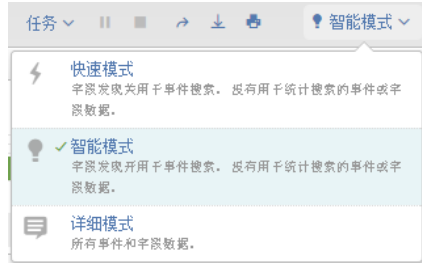 任务
智能模式
快速模式
字段发现关用于事件搜索。没有用于统计搜索的事件或字
段数据。
智能模式
字段发现开用于事件搜索。没有用于统计搜索的事件或字
段数据。
详细模式
所有事件和字段数据。